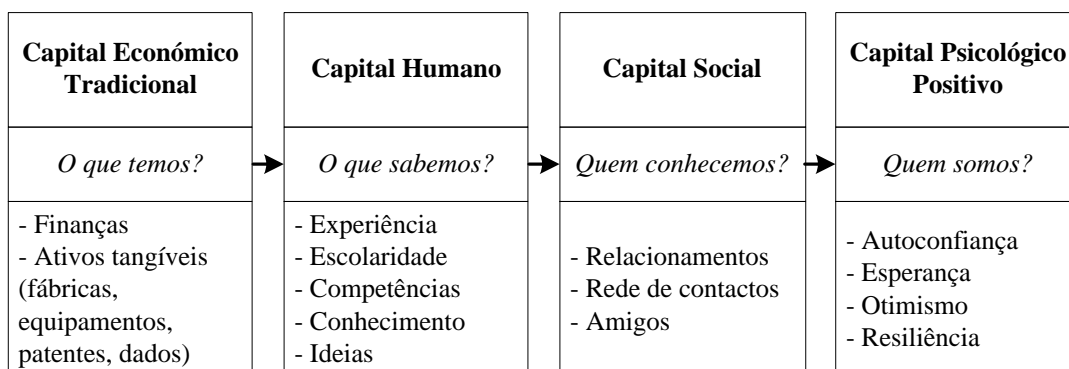 Capital Económico
Tradicional
Capital Humano
Capital Social
Capital Psicológico
Positivo
O que temos?
O que sabemos?
Quem conhecemos?
Quem somos?
- Finanças
- Ativos tangíveis
(fábricas,
equipamentos,
patentes, dados)
- Experiência
- Escolaridade
- Competências
- Conhecimento
- Ideias
- Relacionamentos
- Rede de contactos
- Amigos
- Autoconfiança
- Esperança
- Otimismo
- Resiliência